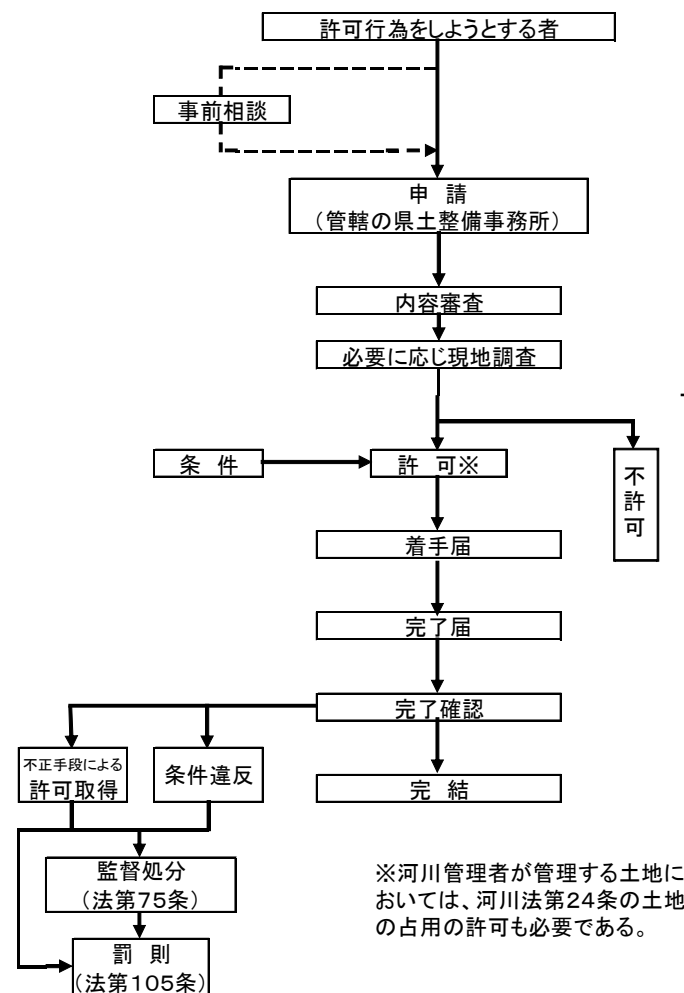 許可行為をしようとする者
事前相談
申 請
(管轄の県土整備事務所)
内容審査
必要に応じ現地調査
条 件
許 可※
不許可
着手届
完了届
完了確認
不正手段による
許可取得
条件違反
完 結
監督処分
(法第75条)
罰 則
(法第105条)
※河川管理者が管理する土地に
おいては、河川法第24条の土地
の占用の許可も必要である。